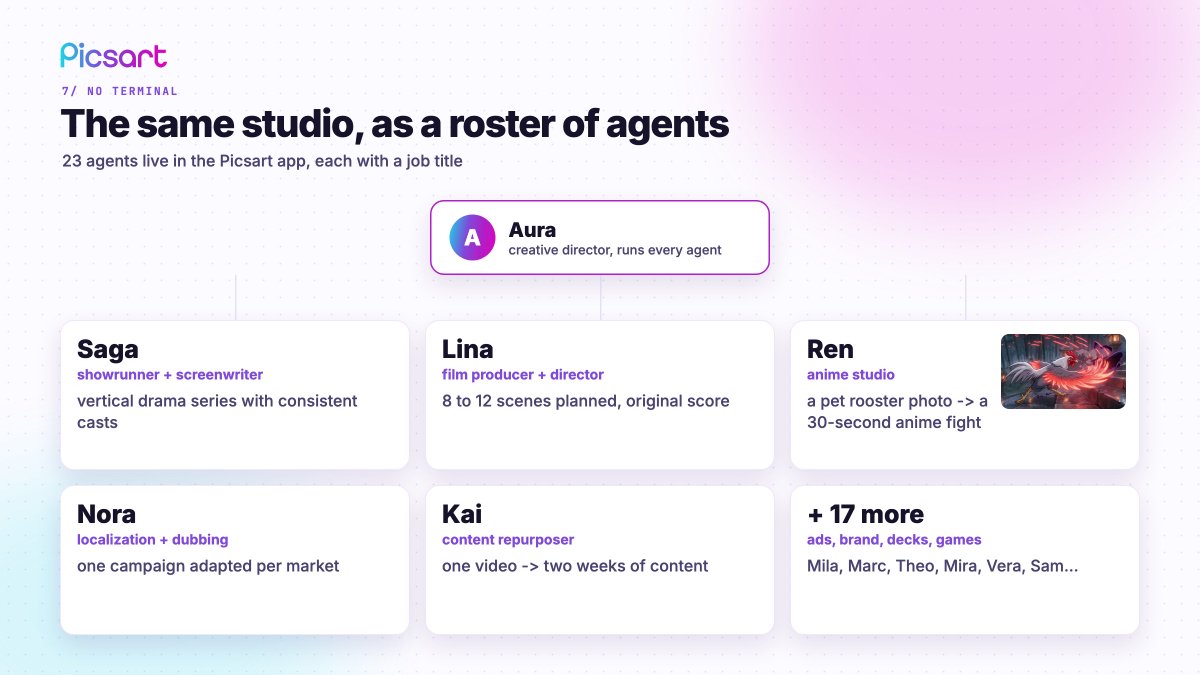 Picsart
7/ NO TERMINAL
The same studio, as a roster of agents
23 agents live in the Picsart app, each with a job title
A
Aura
creative director, runs every agent
Saga
showrunner + screenwriter
vertical drama series with consistent
casts
Lina
film producer + director
8 to 12 scenes planned, original score
Ren
anime studio
a pet rooster photo -> a
30-second anime fight
Nora
localization + dubbing
one campaign adapted per market
Kai
content repurposer
one video -> two weeks of content
+ 17 more
ads, brand, decks, games
Mila, Marc, Theo, Mira, Vera, Sam...